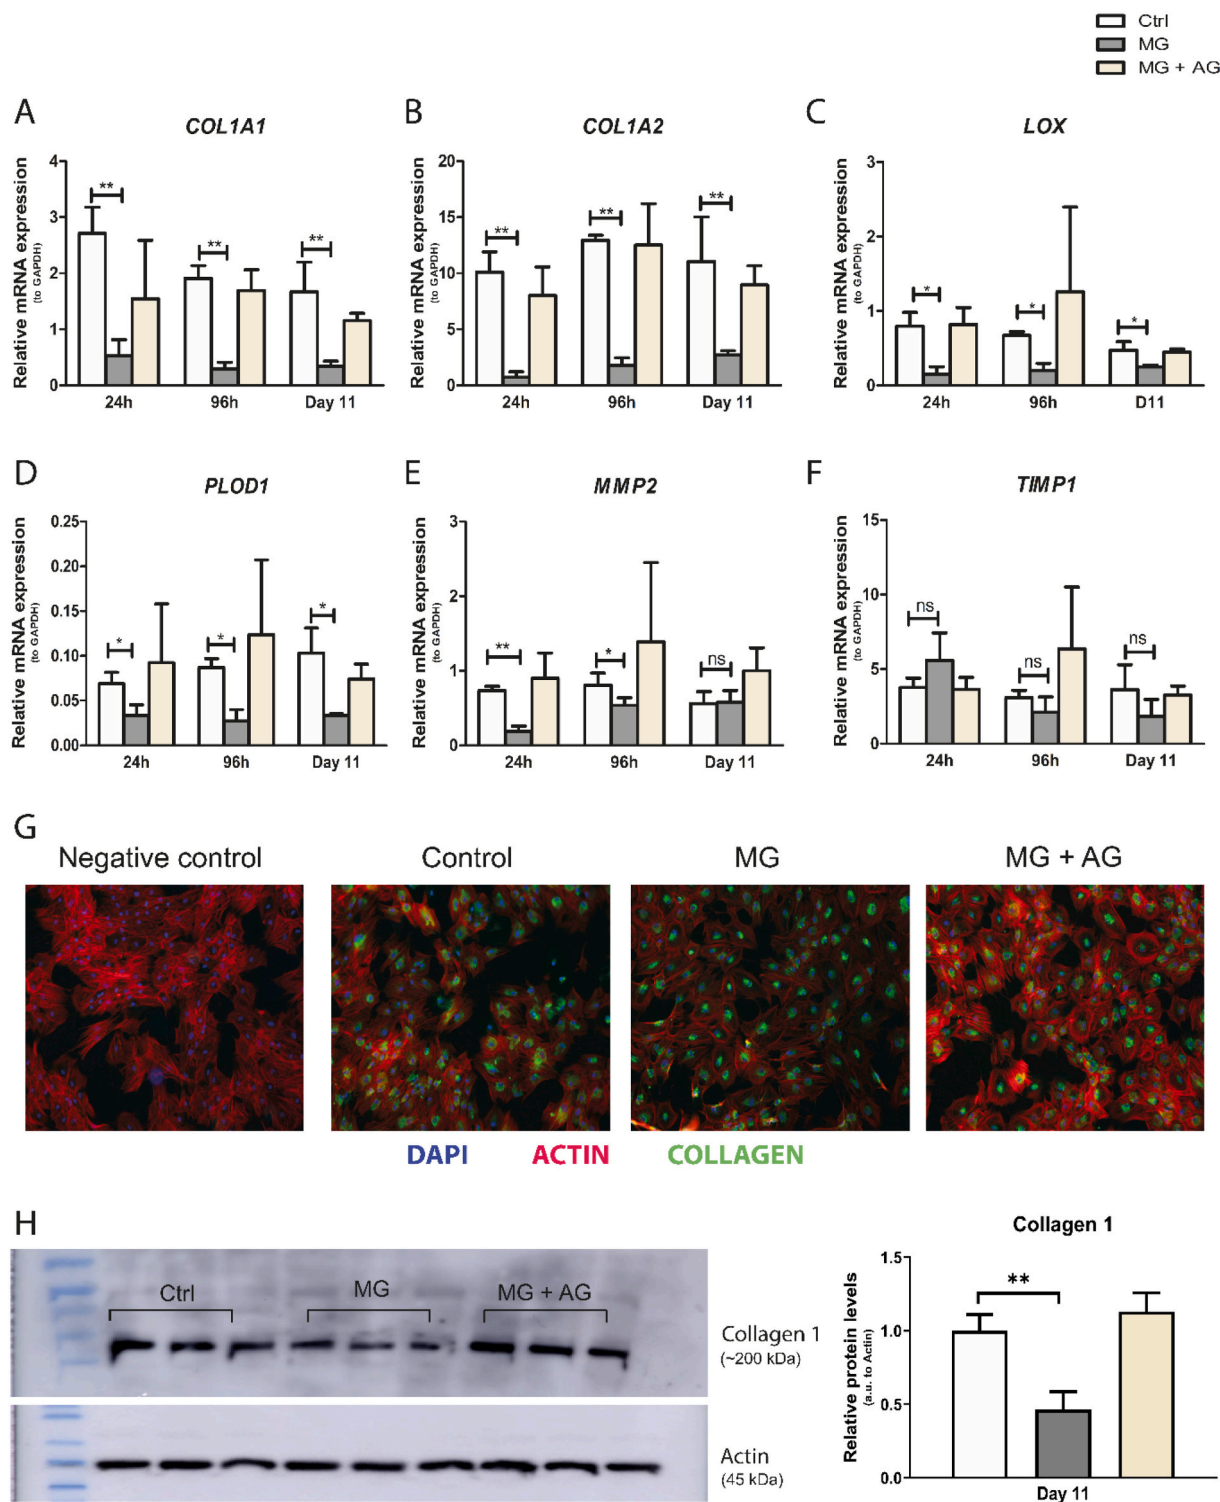 Ctrl
MG
MG + AG
A
COL1A1
Relative mRNA expression
(to GAPDH)
4
3
2
1
0
**
**
**
24h
96h
Day 11
B
COL1A2
Relative mRNA expression
(to GAPDH)
20
15
10
5
0
**
**
**
24h
96h
Day 11
C
LOX
Relative mRNA expression
(to GAPDH)
3
2
1
0
*
*
*
24h
96h
D11
D
PLOD1
Relative mRNA expression
(to GAPDH)
0.25
0.20
0.15
0.10
0.05
0.00
*
*
*
24h
96h
Day 11
E
MMP2
Relative mRNA expression
(to GAPDH)
3
2
1
0
**
*
ns
24h
96h
Day 11
F
TIMP1
Relative mRNA expression
(to GAPDH)
15
10
5
0
ns
ns
ns
24h
96h
Day 11
G
Negative control
Control
MG
MG + AG
DAPI
ACTIN
COLLAGEN
H
Ctrl
MG
MG + AG
Collagen 1
(~200 kDa)
Actin
(45 kDa)
Collagen 1
Relative protein levels
(a.u. to Actin)
1.5
1.0
0.5
0.0
**
Day 11